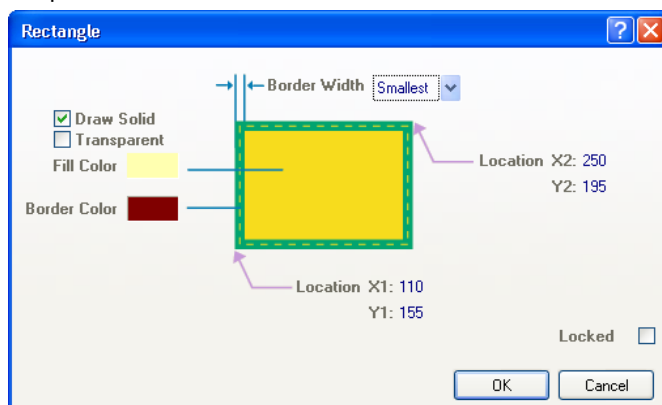 Rectangle
Border Width Smallest
Draw Solid
Transparent
Fill Color
Location X2: 250
Y2: 195
Border Color
Location X1: 110
Y1: 155
Locked
OK Cancel